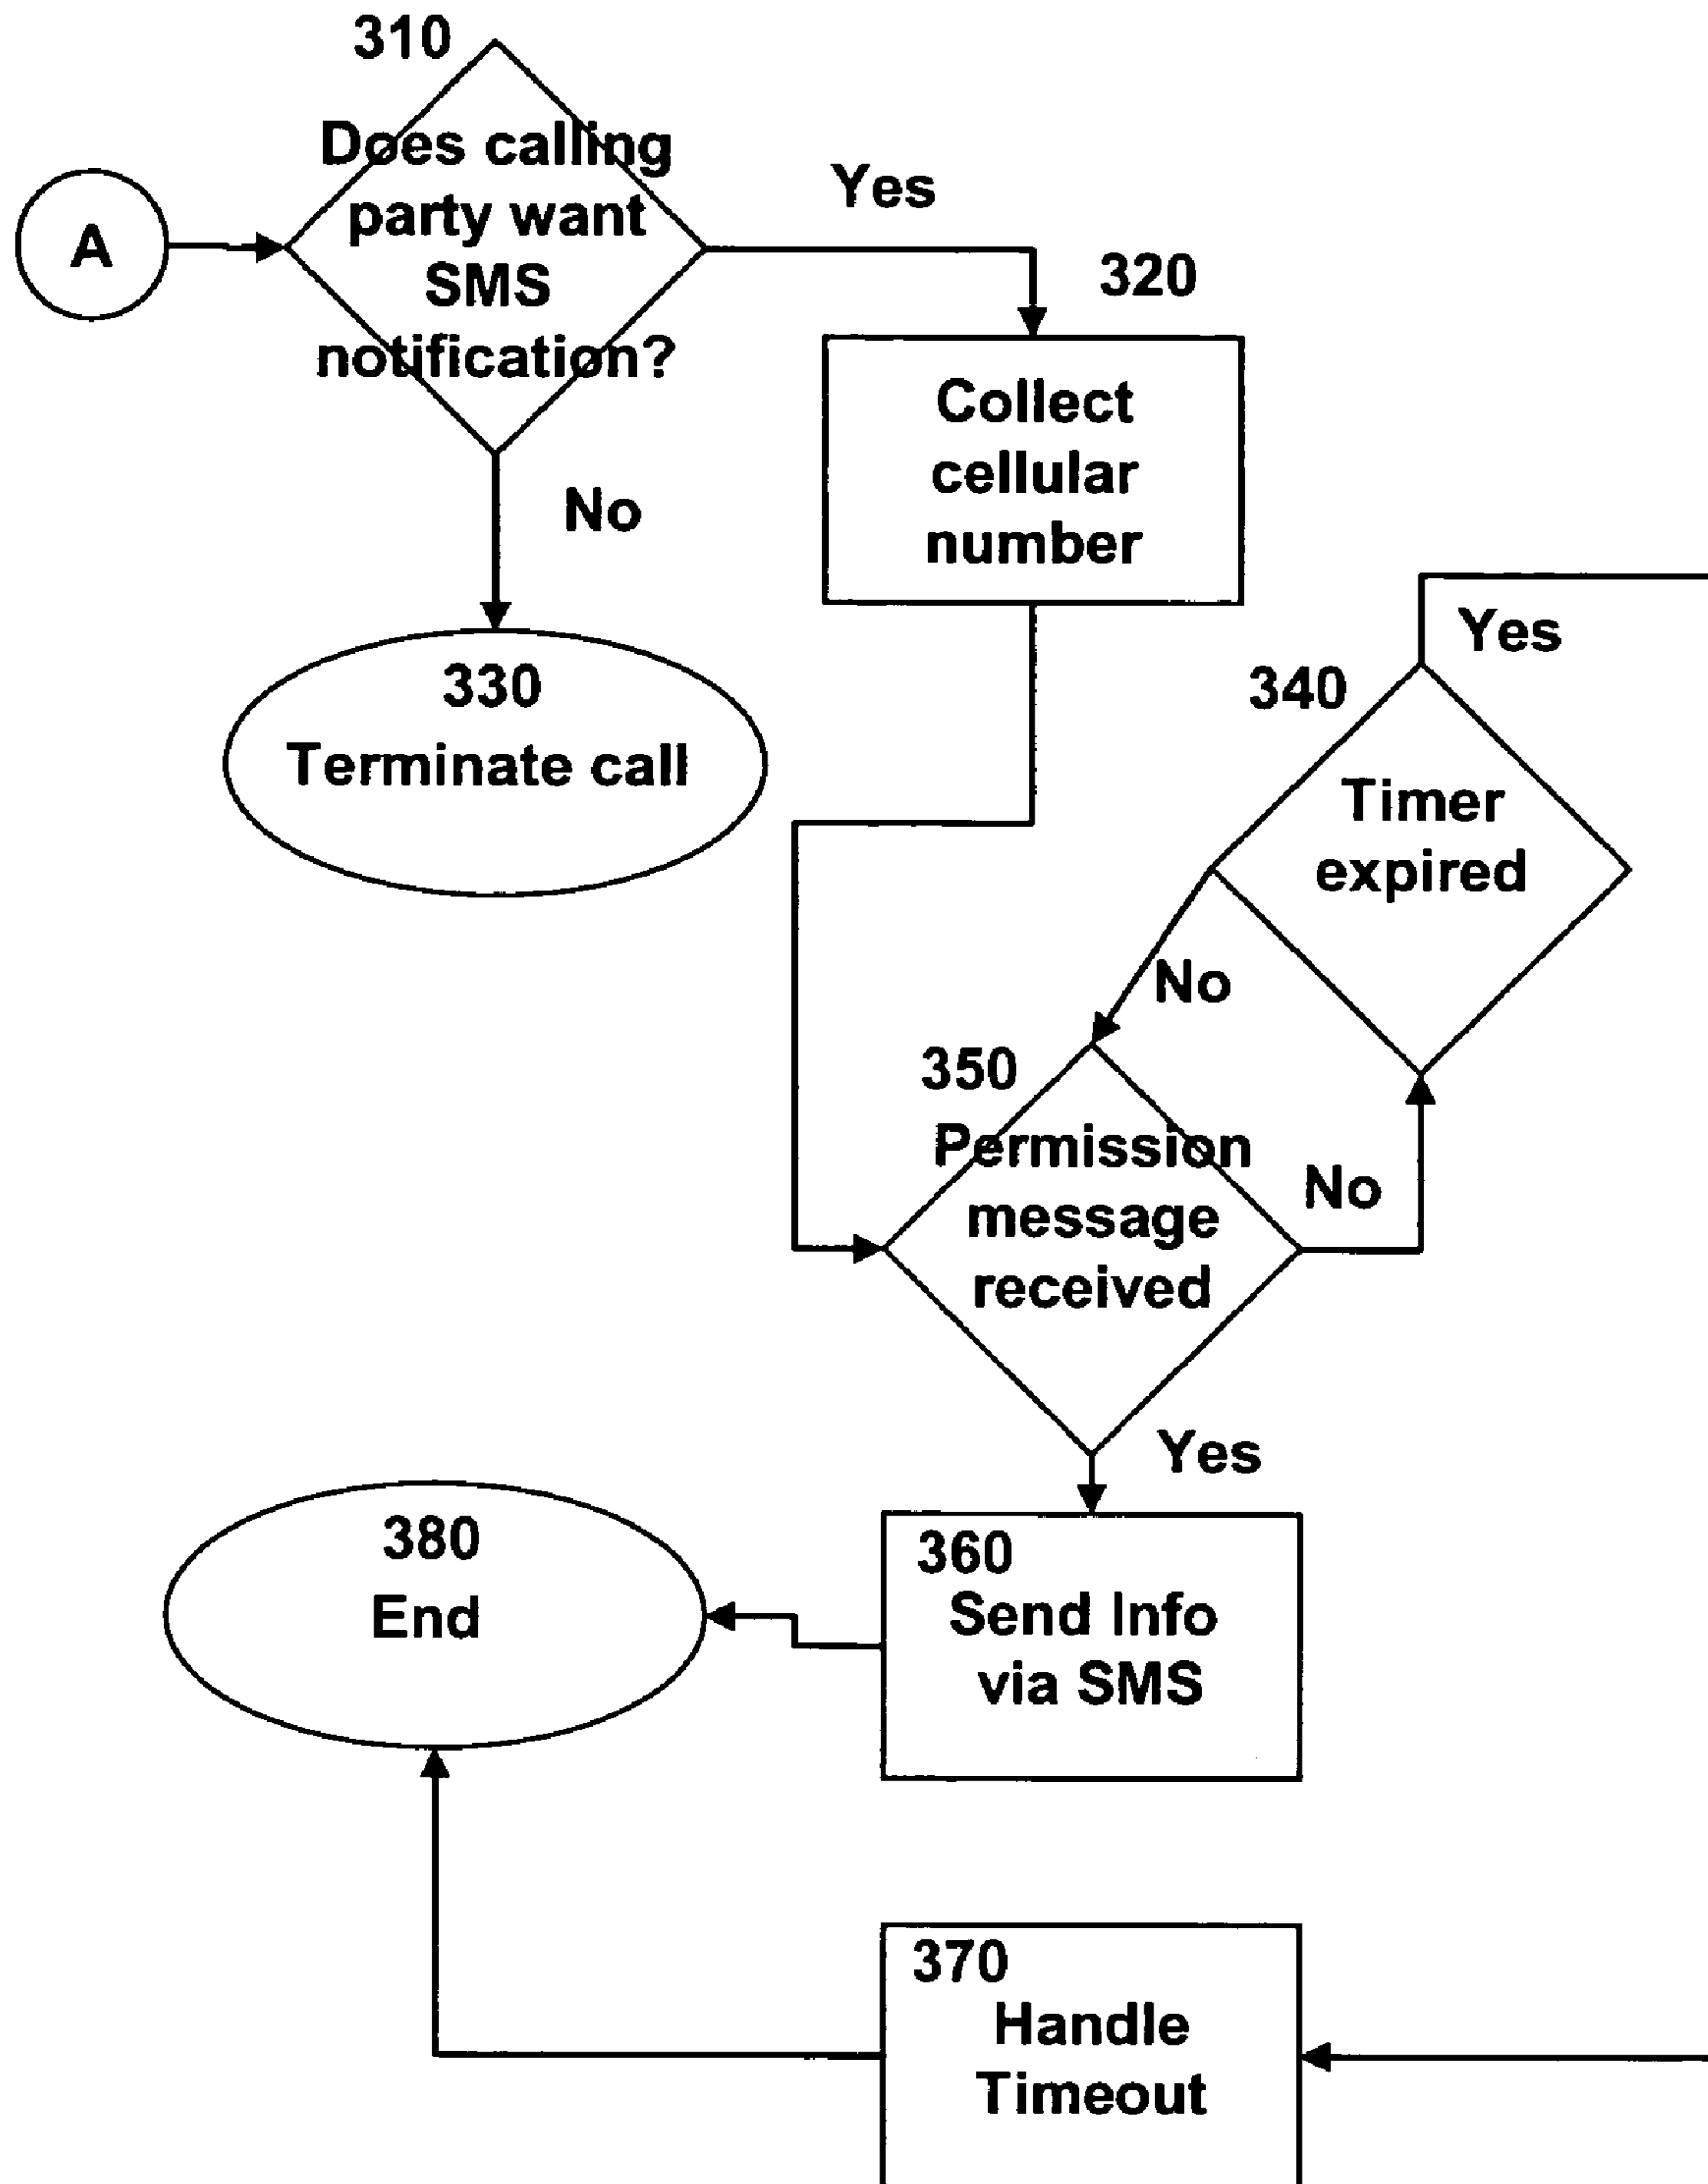 310
Does calling
party want
SMS
notification?
A
Yes
320
Collect
cellular
number
No
330
Terminate call
Yes
340
Timer
expired
No
350
Permission
message
received
No
Yes
380
End
360
Send Info
via SMS
370
Handle
Timeout